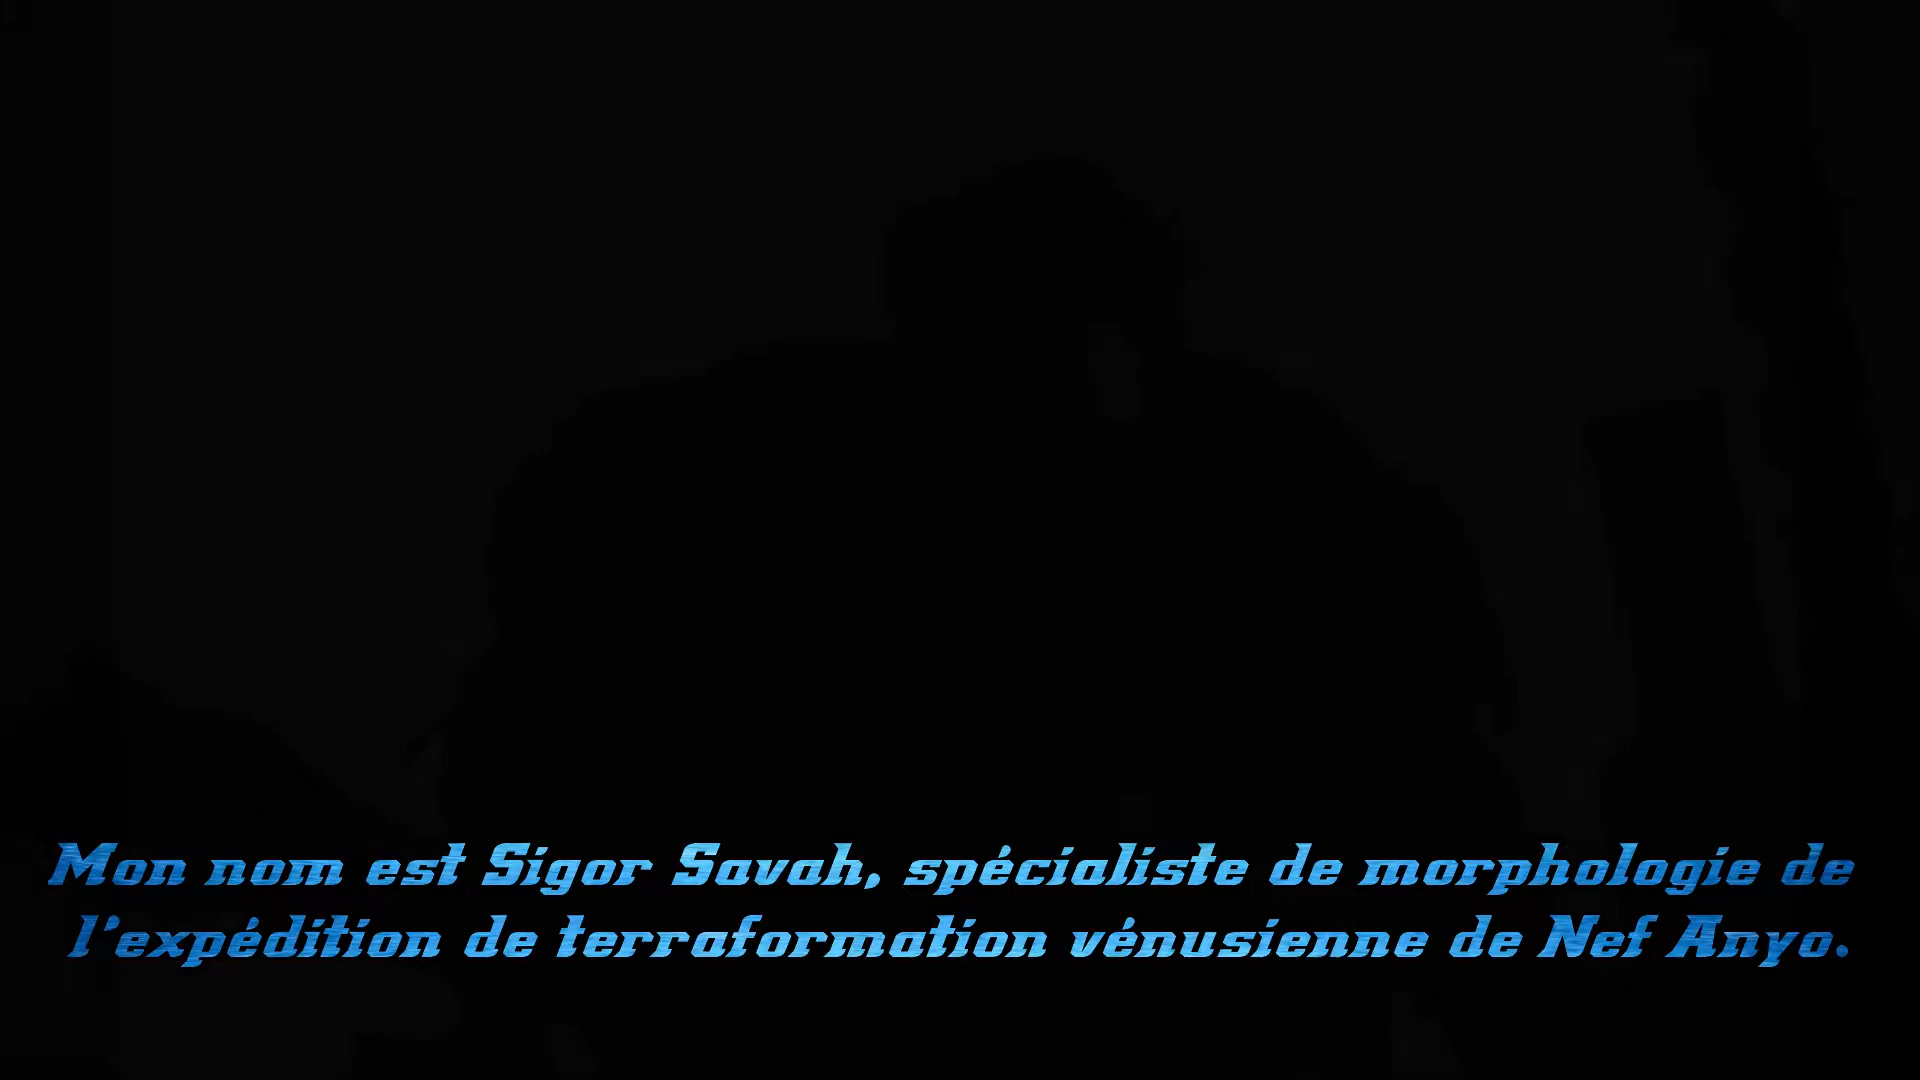 Mon nom est Sigor Savah, spécialiste de morphologie de
l'expédition de terraformation vénusienne de Nef Anyo.